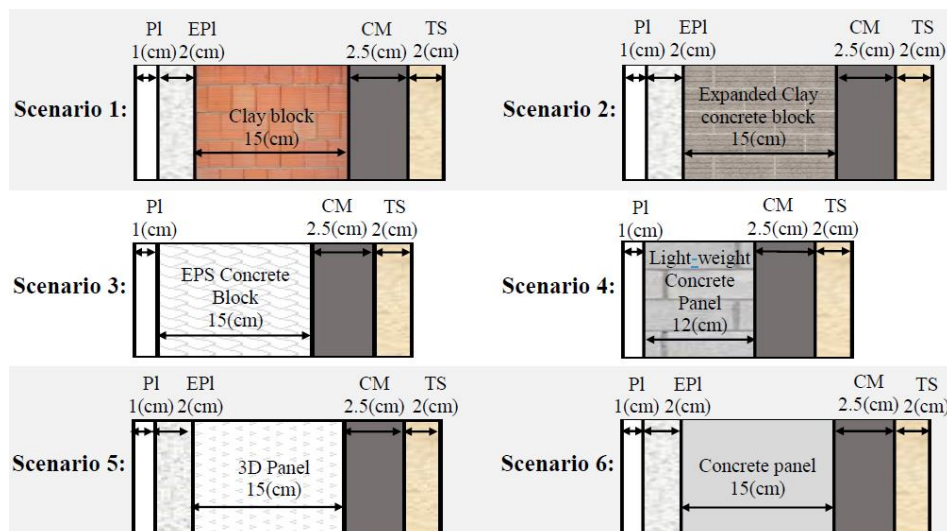 Pl EPl CM TS
1(cm) 2(cm) 2.5(cm) 2(cm)
Scenario 1:
Clay block
15(cm)
Pl EPl CM TS
1(cm) 2(cm) 2.5(cm) 2(cm)
Scenario 2:
Expanded Clay
concrete block
15(cm)
Pl CM TS
1(cm) 2.5(cm) 2(cm)
Scenario 3:
EPS Concrete
Block
15(cm)
Pl CM TS
1(cm) 2.5(cm) 2(cm)
Scenario 4:
Light-weight
Concrete
Panel
12(cm)
Pl EPl CM TS
1(cm) 2(cm) 2.5(cm) 2(cm)
Scenario 5:
3D Panel
15(cm)
Pl EPl CM TS
1(cm) 2(cm) 2.5(cm) 2(cm)
Scenario 6:
Concrete panel
15(cm)